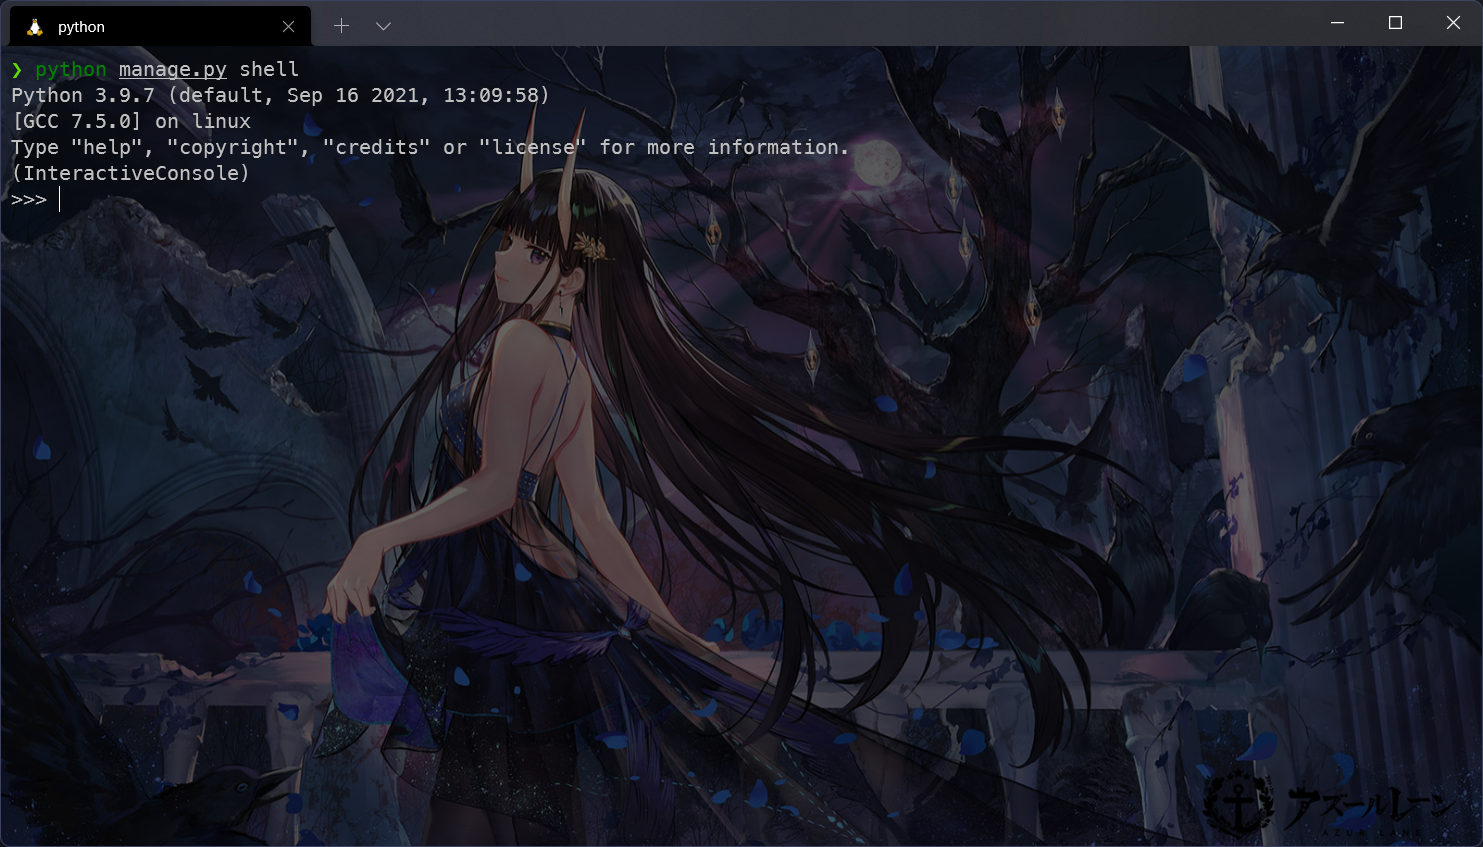 python
❯ python manage.py shell
Python 3.9.7 (default, Sep 16 2021, 13:09:58)
[GCC 7.5.0] on linux
Type "help", "copyright", "credits" or "license" for more information.
(InteractiveConsole)
>>>
アズールレーン
AZUR LANE